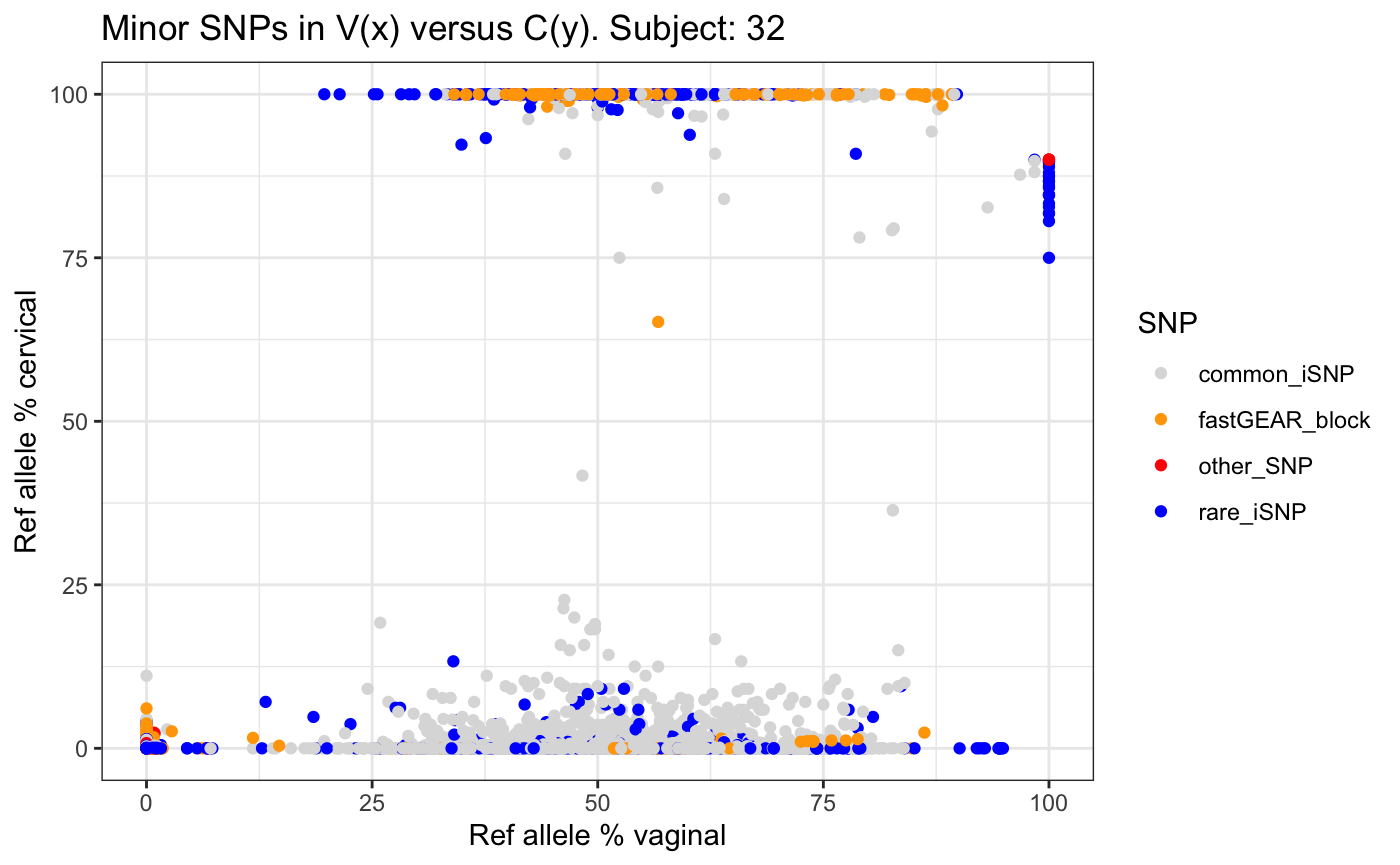 Minor SNPs in V(x) versus C(y). Subject: 32
100
75
50
25
0
Ref allele % cervical
0 25 50 75 100
Ref allele % vaginal
SNP
common_iSNP
fastGEAR_block
other_SNP
rare_iSNP